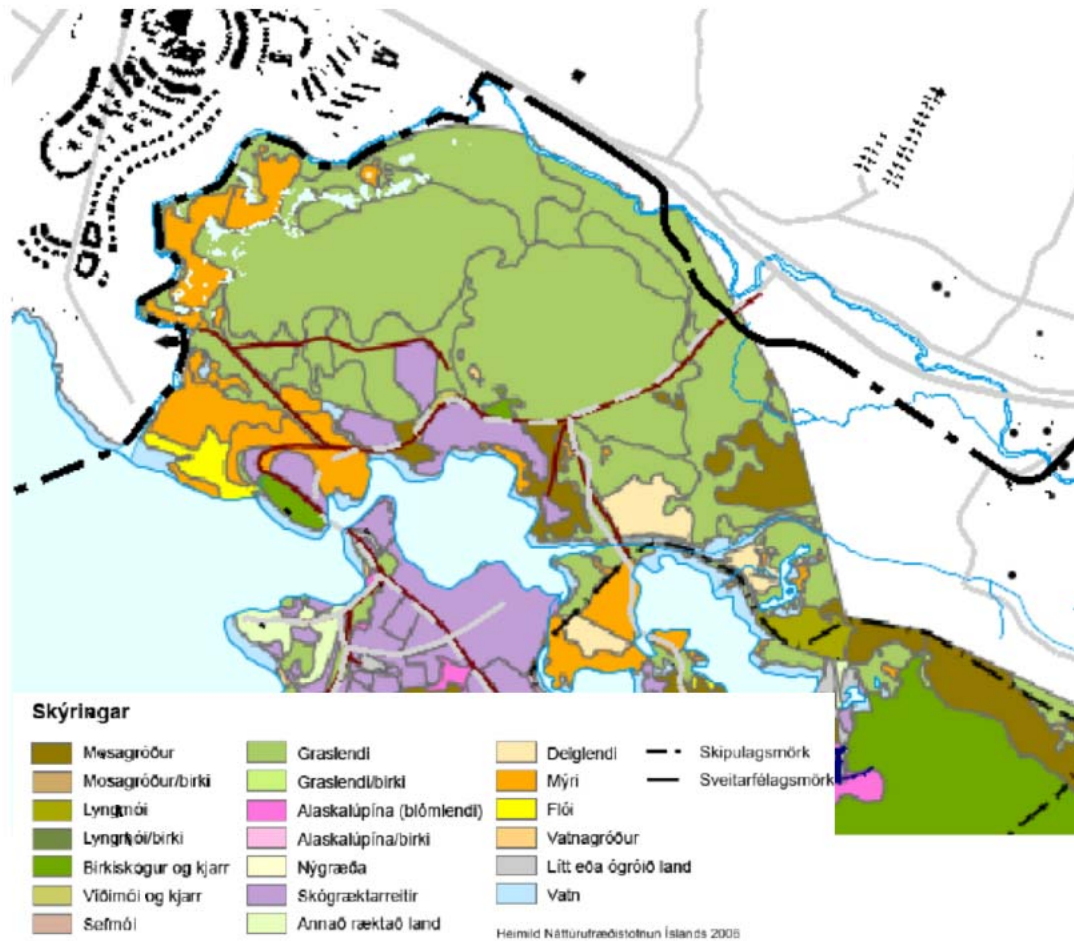 Skýringar
Mosagróður
Mosagróður/birki
Lyngmói
Lyngmói/birki
Birkiskógur og kjarr
Víðimói og kjarr
Sefmói
Graslendi
Graslendi/birki
Alaskalúpína (blómlendi)
Alaskalúpína/birki
Nýgræða
Skógræktarreitir
Annað ræktað land
Deiglendi
Mýri
Flói
Vatnagróður
Lítt eða ógróið land
Vatn
Skipulagsmörk
Sveitarfélagsmörk
Heimild Náttúrufræðistofnun Íslands 2006